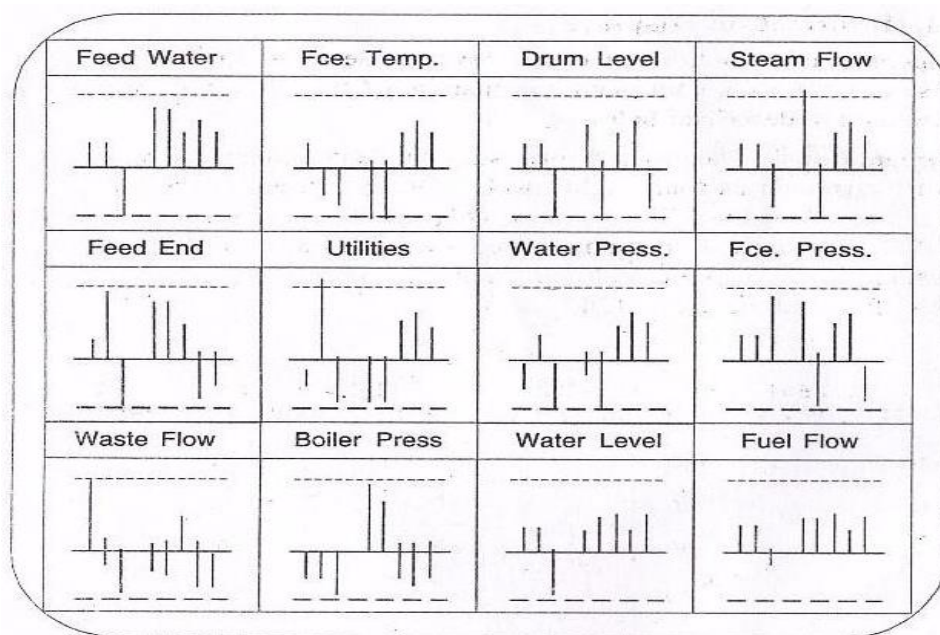 Feed Water Fce. Temp. Drum Level Steam Flow
Feed End Utilities Water Press. Fce. Press.
Waste Flow Boiler Press Water Level Fuel Flow